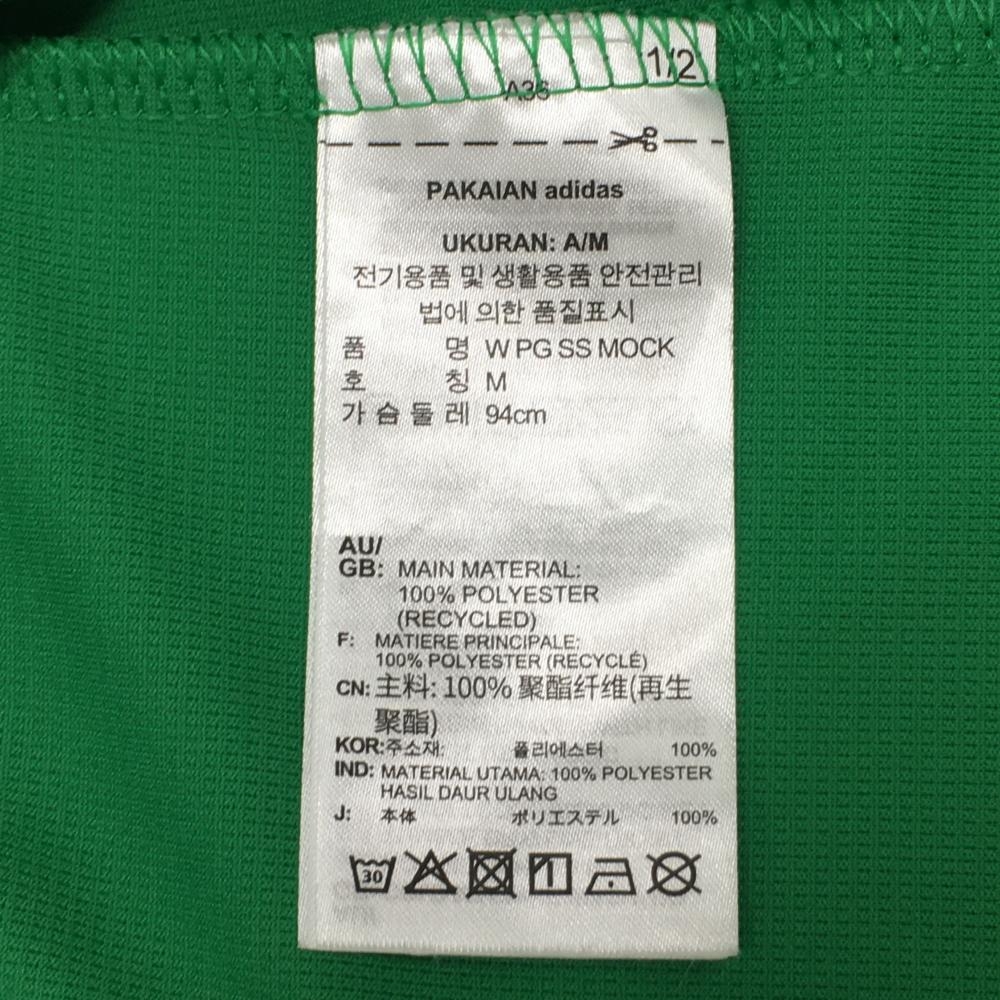 1/2
A36
PAKAIAN adidas
UKURAN: A/M
전기용품 및 생활용품 안전관리
법에 의한 품질표시
품 명 W PG SS MOCK
호 칭 M
가 슴 둘 레 94cm
AU/
GB: MAIN MATERIAL:
100% POLYESTER
(RECYCLED)
F: MATIERE PRINCIPALE:
100% POLYESTER (RECYCLÉ)
CN: 主料: 100% 聚酯纤维(再生
聚酯)
KOR:주소재: 폴리에스터 100%
IND: MATERIAL UTAMA: 100% POLYESTER
HASIL DAUR ULANG
J: 本体 ポリエステル 100%
30